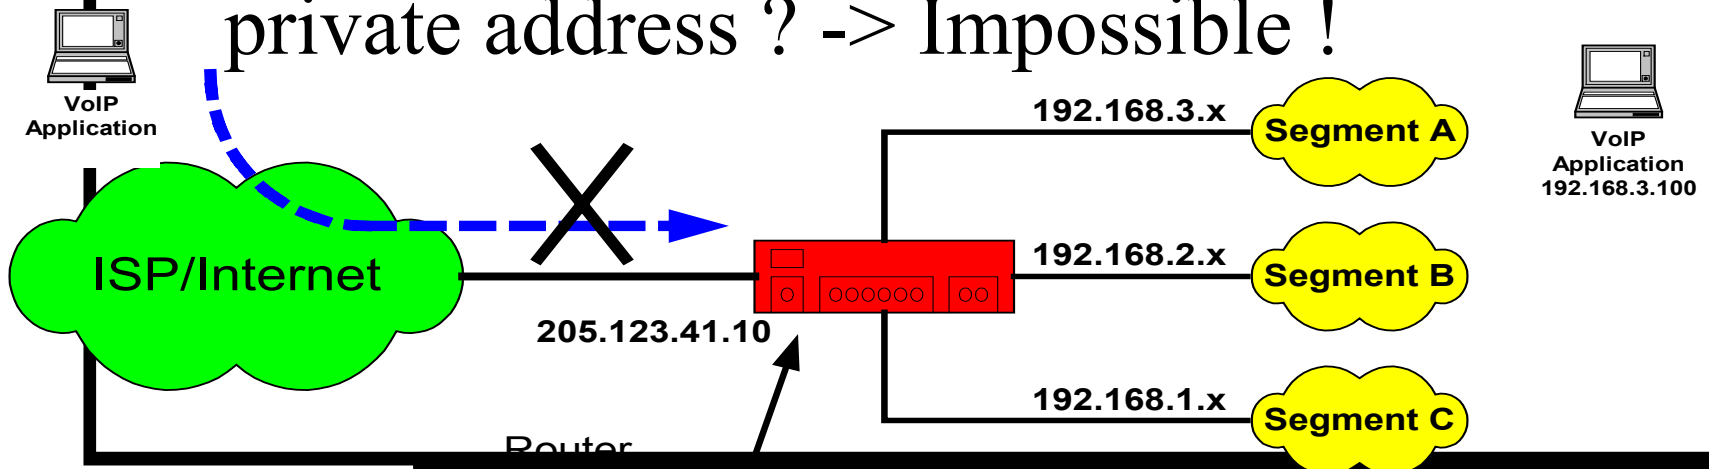 private address ? -> Impossible !
VoIP
Application
192.168.3.x
Segment A
VoIP
Application
192.168.3.100
ISP/Internet
192.168.2.x
Segment B
205.123.41.10
192.168.1.x
Segment C
Router